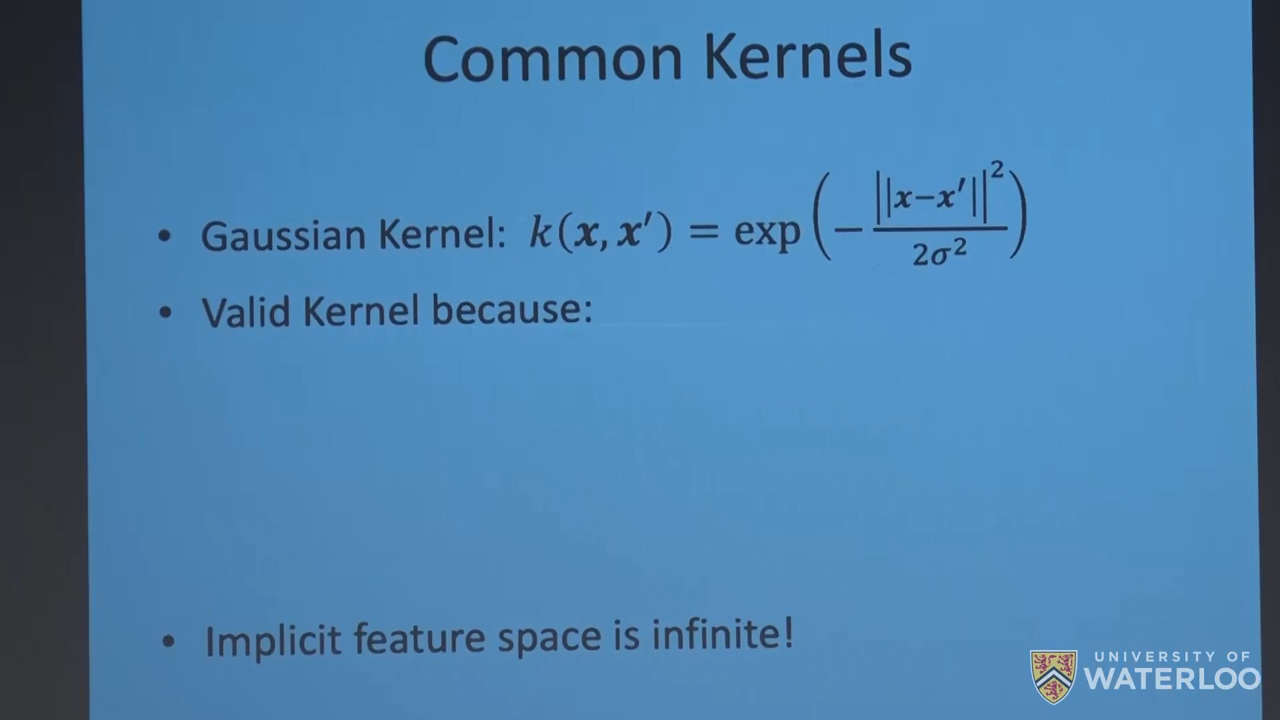 Common Kernels
• Gaussian Kernel: k(x, x′) = exp(−||x−x′||² / 2σ²)
• Valid Kernel because:
• Implicit feature space is infinite!
UNIVERSITY OF
WATERLOO